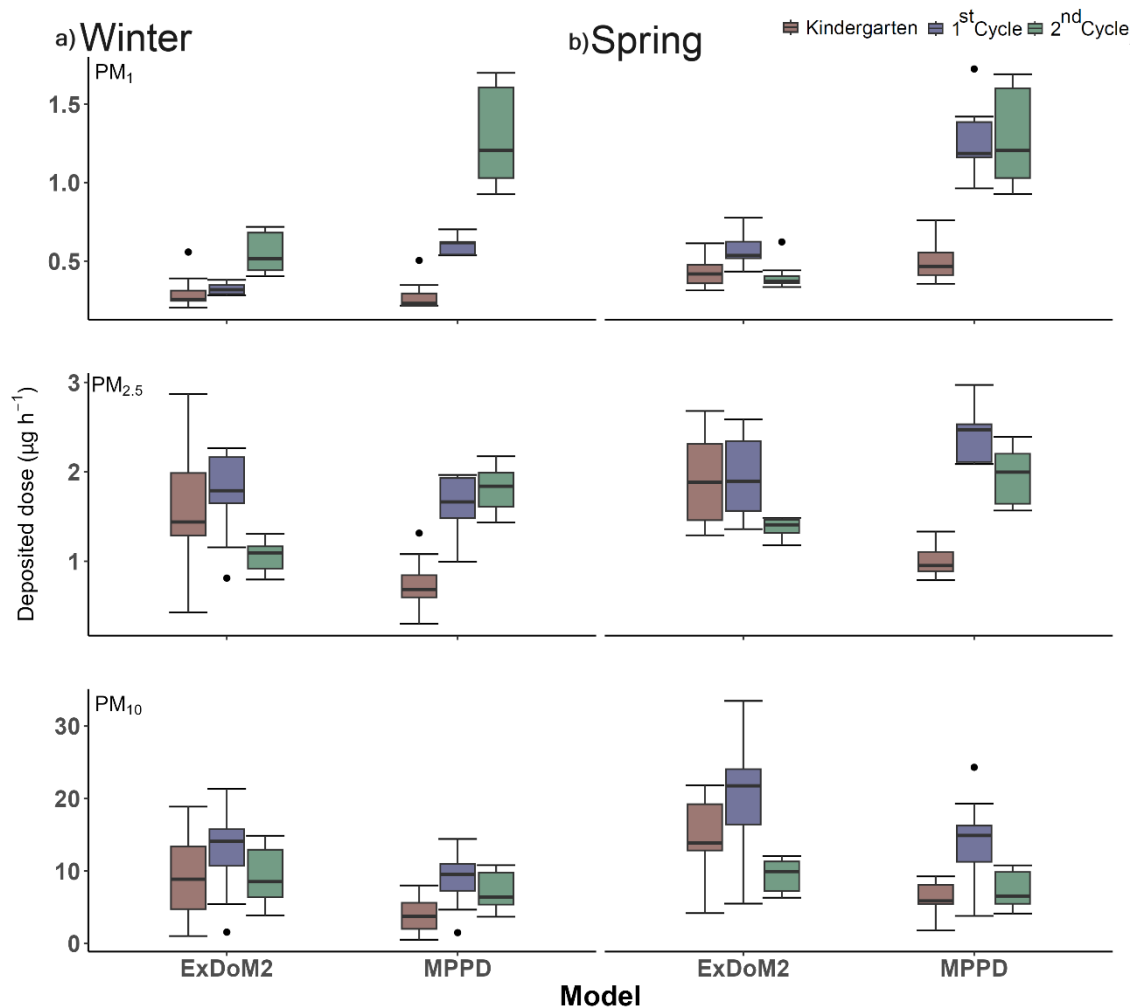 a) Winter
b) Spring
Kindergarten 1st Cycle 2nd Cycle
PM1
1.5
1.0
0.5
PM2.5
3
2
1
Deposited dose (µg h−1)
PM10
30
20
10
0
ExDoM2 MPPD ExDoM2 MPPD
Model